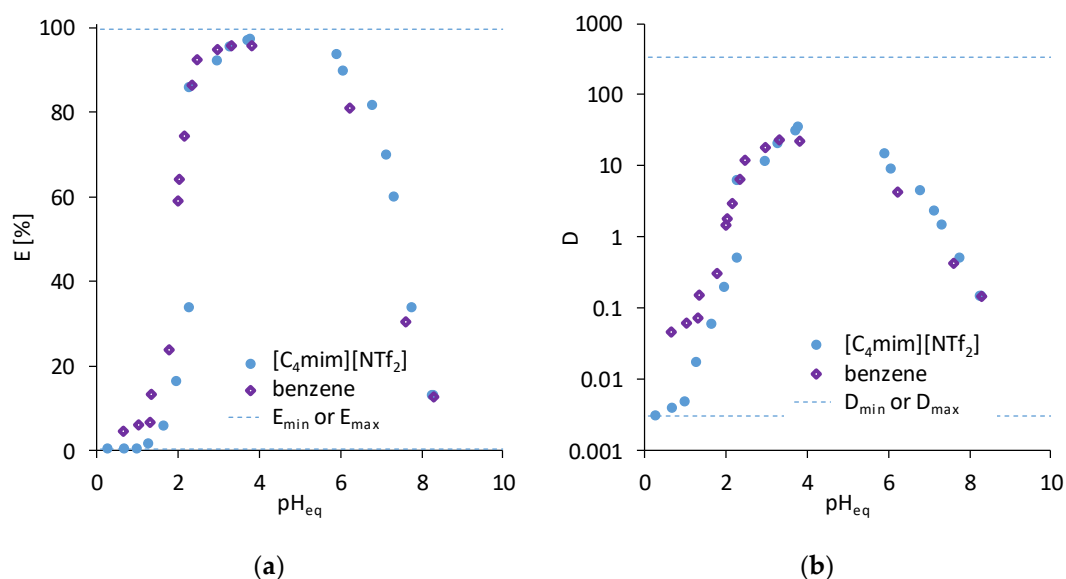 100
80
60
40
20
0
E [%]
0 2 4 6 8 10
pHeq
[C4mim][NTf2]
benzene
Emin or Emax
(a)
1000
100
10
1
0.1
0.01
0.001
D
0 2 4 6 8 10
pHeq
[C4mim][NTf2]
benzene
Dmin or Dmax
(b)